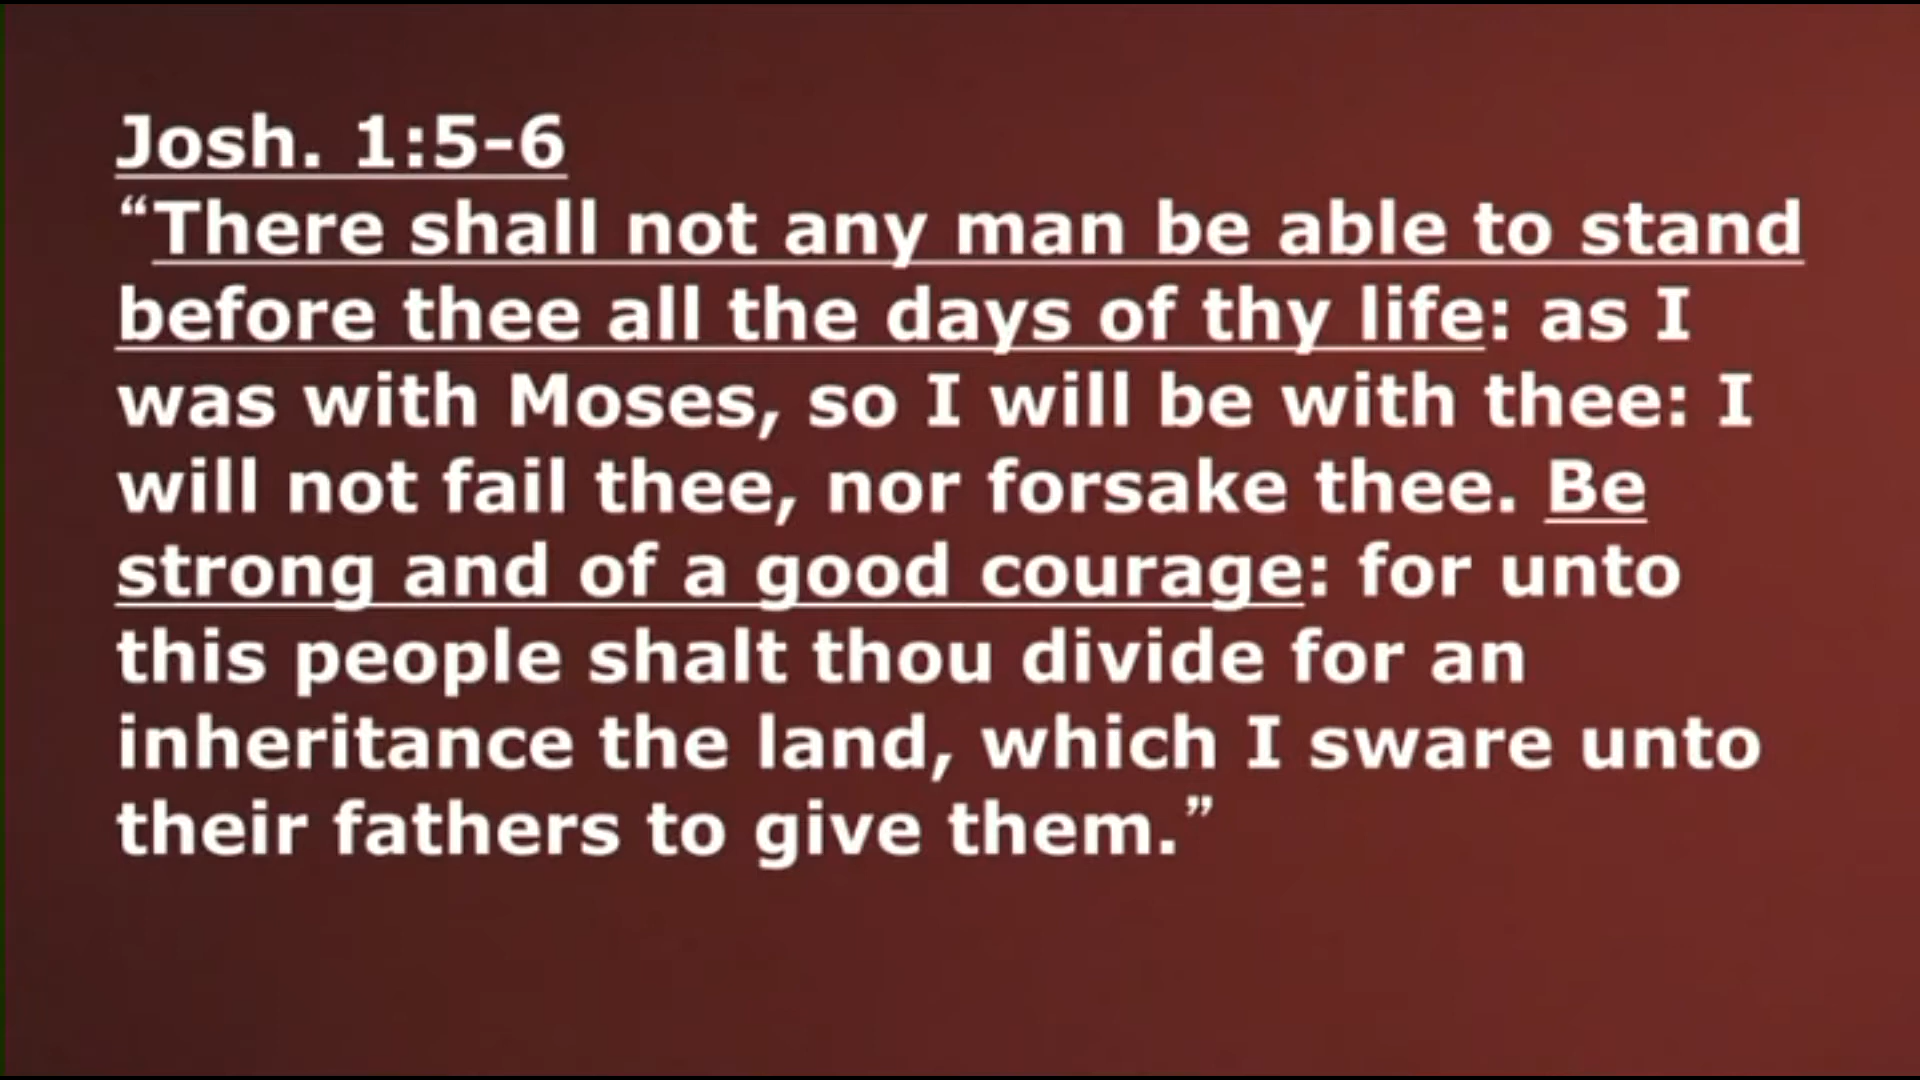 Josh. 1:5-6
“There shall not any man be able to stand
before thee all the days of thy life: as I
was with Moses, so I will be with thee: I
will not fail thee, nor forsake thee. Be
strong and of a good courage: for unto
this people shalt thou divide for an
inheritance the land, which I sware unto
their fathers to give them.”